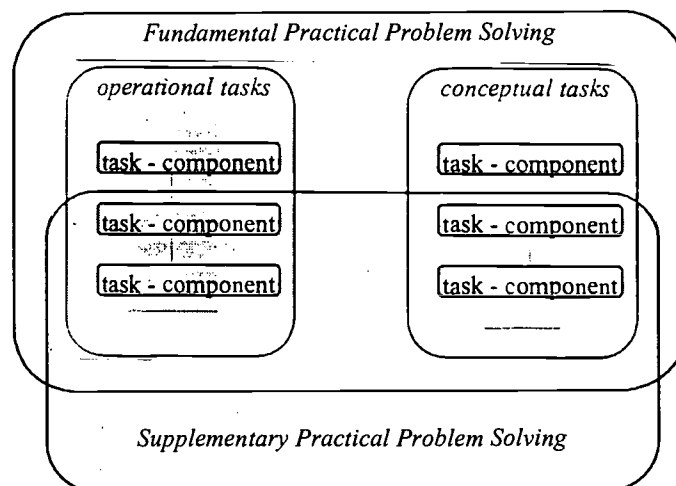 Fundamental Practical Problem Solving
operational tasks
task - component
task - component
task - component
conceptual tasks
task - component
task - component
task - component
Supplementary Practical Problem Solving